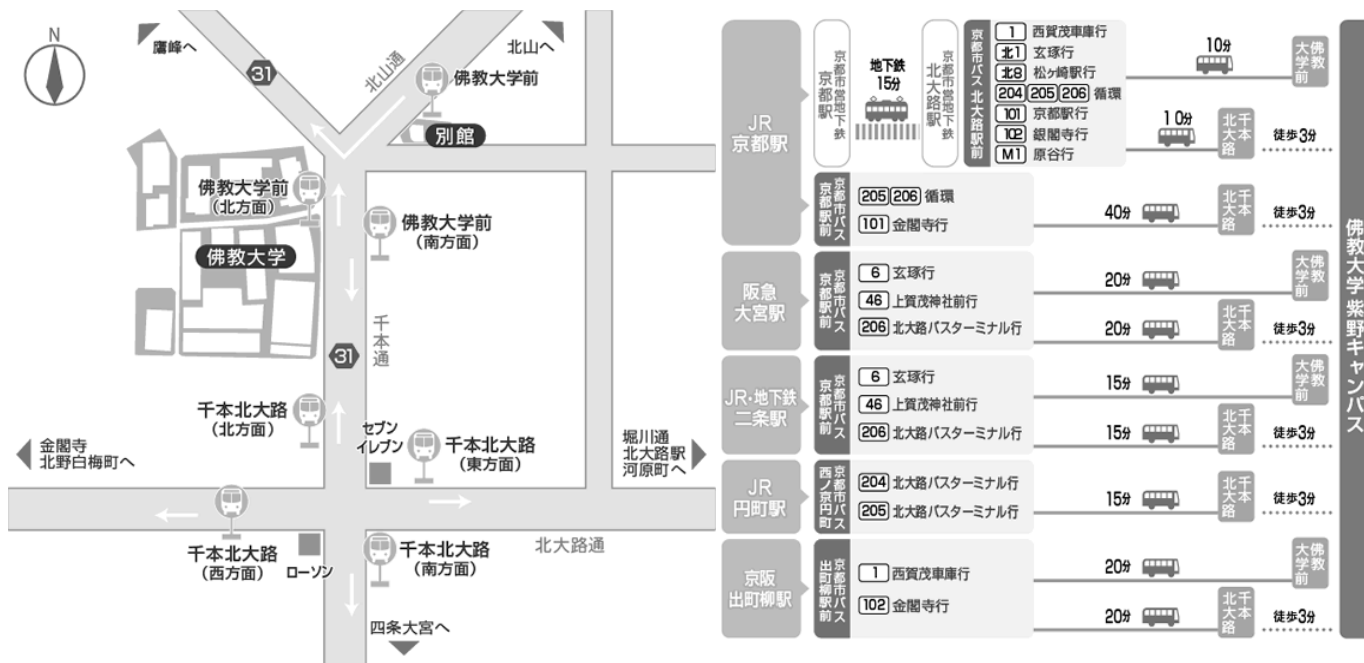 N
鷹峰へ
31
北山通
北山へ
佛教大学前
別館
佛教大学前
（北方面）
佛教大学前
（南方面）
佛教大学
31
千本通
千本北大路
（北方面）
セブン
イレブン
千本北大路
（東方面）
金閣寺
北野白梅町へ
堀川通
北大路駅
河原町へ
千本北大路
（西方面）
ローソン
千本北大路
（南方面）
北大路通
四条大宮へ
JR
京都駅
京都市営地下鉄
京都駅
地下鉄
15分
京都市営地下鉄
北大路駅
京都市バス 北大路駅前
1 西賀茂車庫行
北1 玄琢行
北8 松ヶ崎駅行
204 205 206 循環
101 京都駅行
102 銀閣寺行
M1 原谷行
10分
佛教
大学前
10分
千本
北大路
徒歩3分
京都市バス
京都駅前
205 206 循環
101 金閣寺行
40分
千本
北大路
徒歩3分
阪急
大宮駅
京都市バス
京都駅前
6 玄琢行
46 上賀茂神社前行
206 北大路バスターミナル行
20分
佛教
大学前
20分
千本
北大路
徒歩3分
JR・地下鉄
二条駅
京都市バス
京都駅前
6 玄琢行
46 上賀茂神社前行
206 北大路バスターミナル行
15分
佛教
大学前
15分
千本
北大路
徒歩3分
JR
円町駅
京都市バス
西ノ京円町
204 北大路バスターミナル行
205 北大路バスターミナル行
15分
千本
北大路
徒歩3分
京阪
出町柳駅
京都市バス
出町柳駅前
1 西賀茂車庫行
102 金閣寺行
20分
佛教
大学前
20分
千本
北大路
徒歩3分
佛教大学 紫野キャンパス